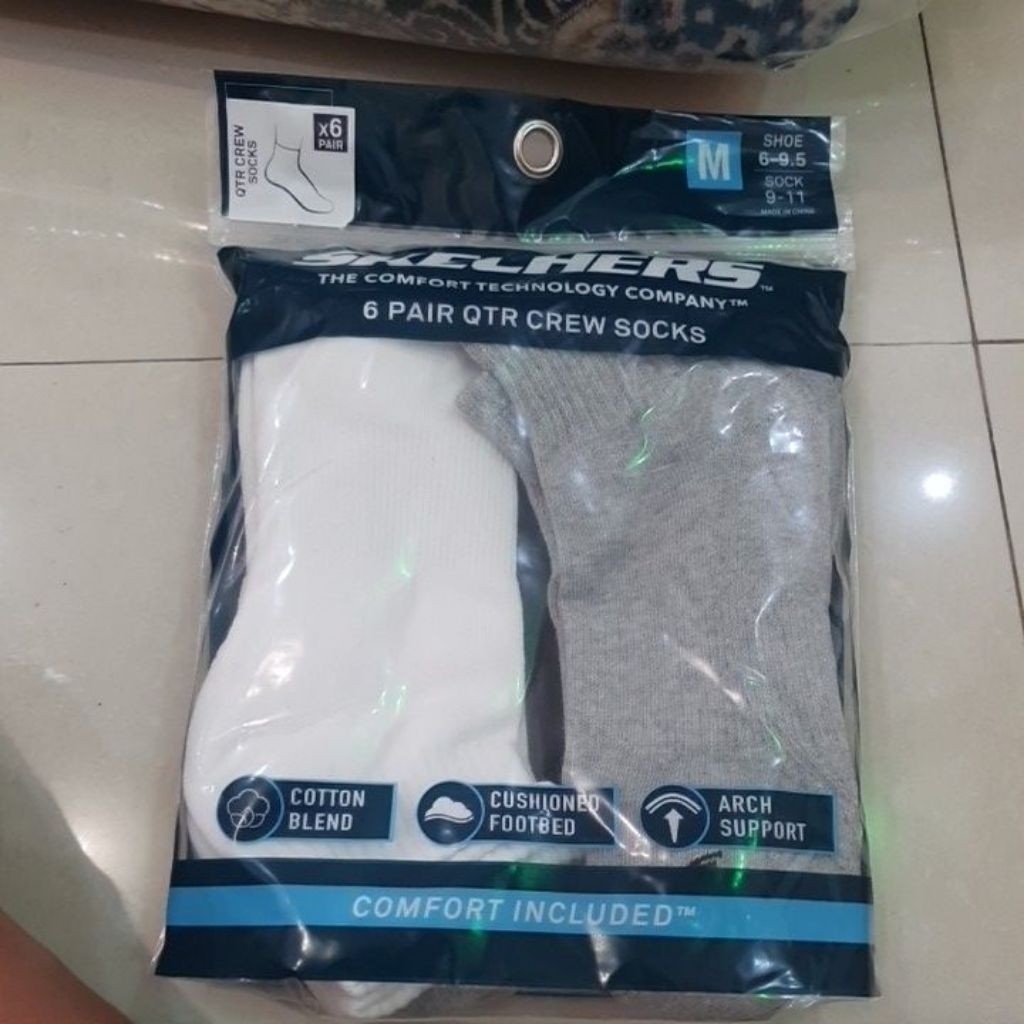 QTR CREW
SOCKS
x6
PAIR
M
SHOE
6-9.5
SOCK
9-11
MADE IN CHINA
SKECHERS™
THE COMFORT TECHNOLOGY COMPANY™
6 PAIR QTR CREW SOCKS
COTTON
BLEND
CUSHIONED
FOOTBED
ARCH
SUPPORT
COMFORT INCLUDED™